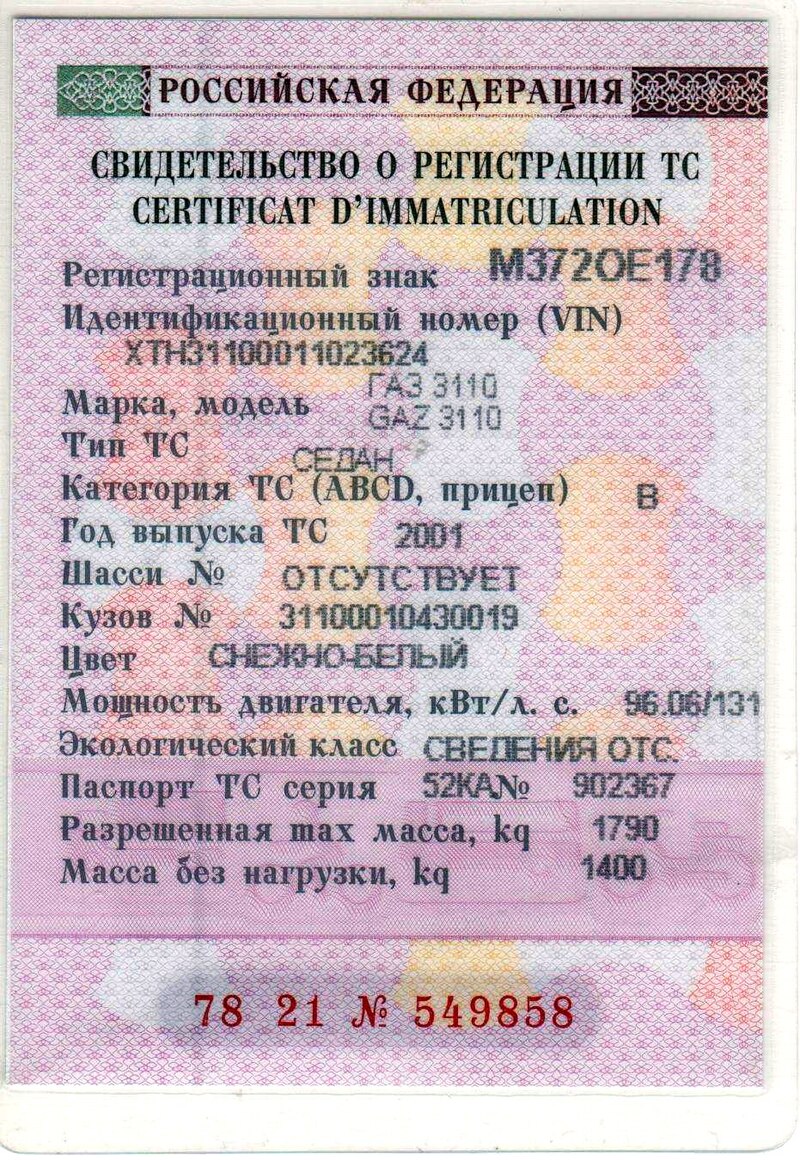 РОССИЙСКАЯ ФЕДЕРАЦИЯ
СВИДЕТЕЛЬСТВО О РЕГИСТРАЦИИ ТС
CERTIFICAT D'IMMATRICULATION
Регистрационный знак М372ОЕ178
Идентификационный номер (VIN)
XTH31100011023624
ГАЗ 3110
Марка, модель GAZ 3110
Тип ТС СЕДАН
Категория ТС (ABCD, прицеп) B
Год выпуска ТС 2001
Шасси № ОТСУТСТВУЕТ
Кузов № 31100010430019
Цвет СНЕЖНО-БЕЛЫЙ
Мощность двигателя, кВт/л. с. 96.06/131
Экологический класс СВЕДЕНИЯ ОТС.
Паспорт ТС серия 52КА№ 902367
Разрешенная max масса, kq 1790
Масса без нагрузки, kq 1400
78 21 № 549858